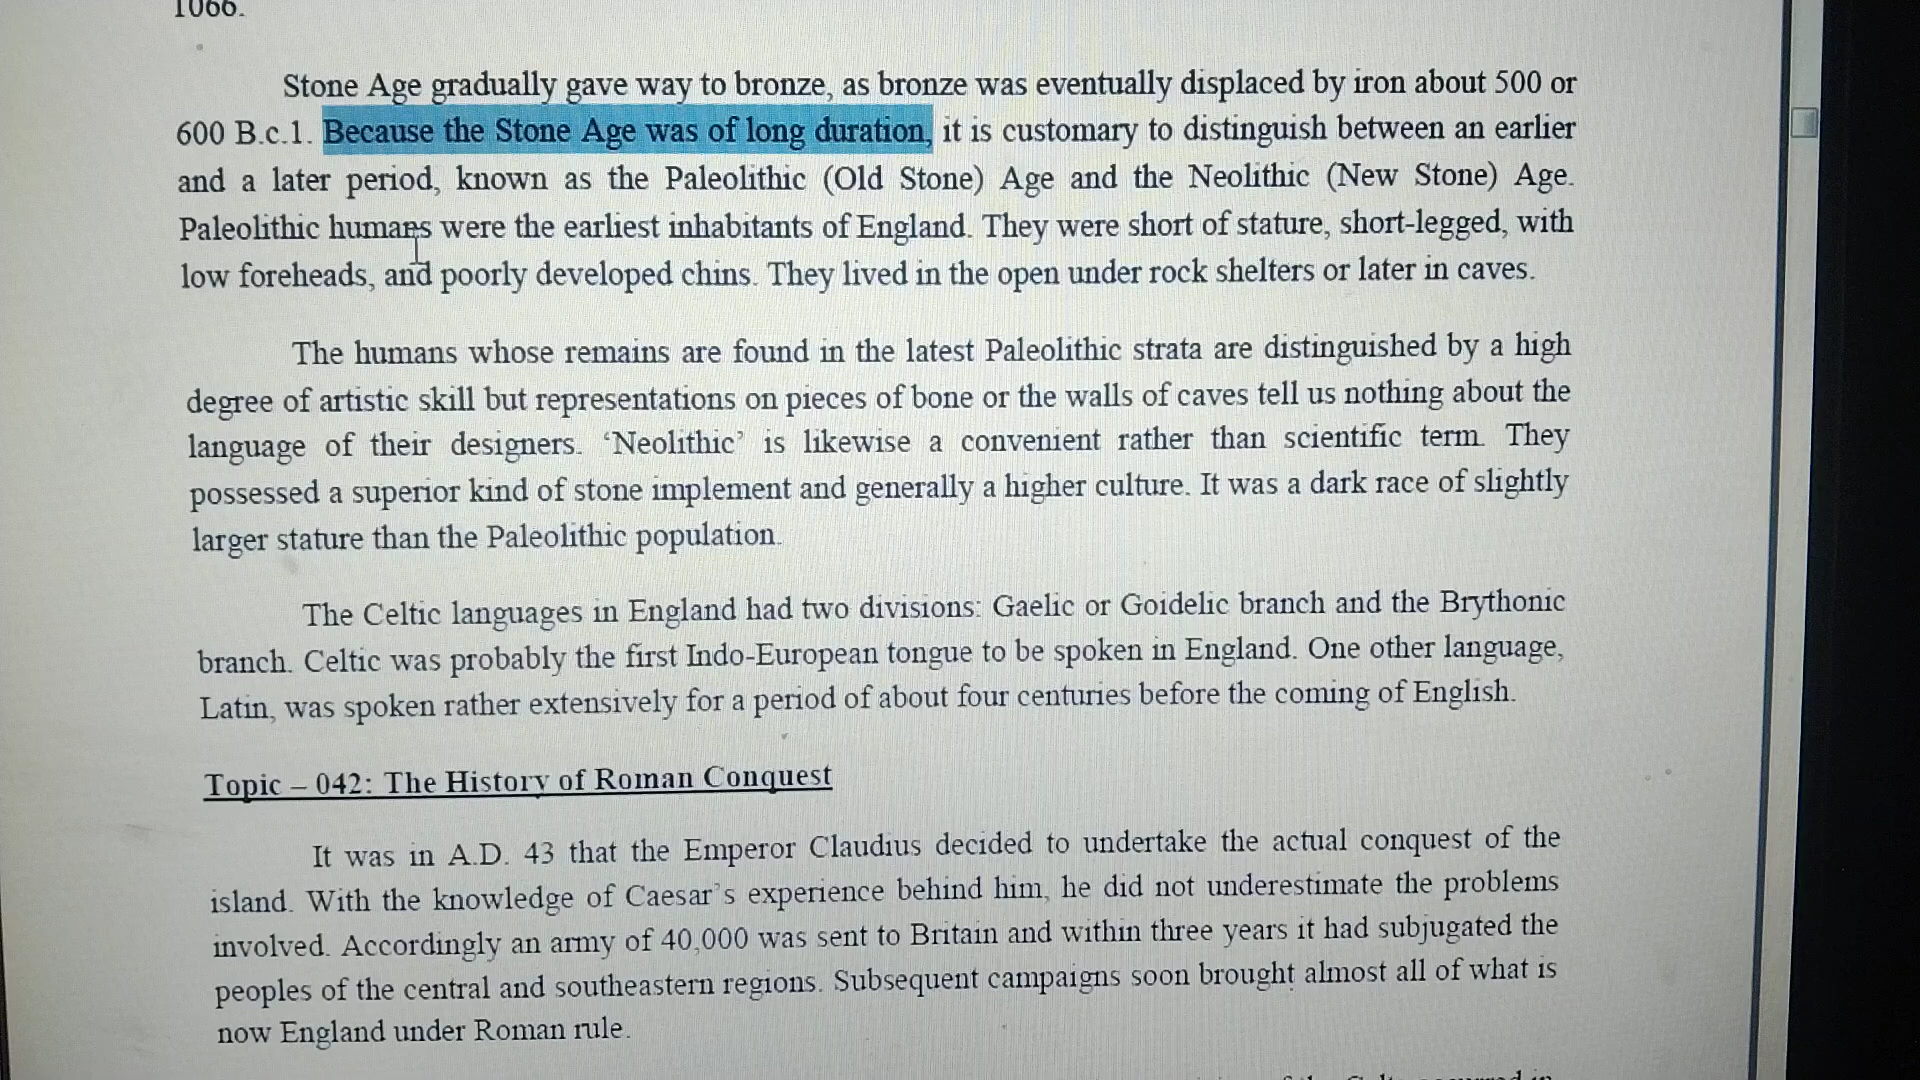 1066.
Stone Age gradually gave way to bronze, as bronze was eventually displaced by iron about 500 or
600 B.c.1. Because the Stone Age was of long duration, it is customary to distinguish between an earlier
and a later period, known as the Paleolithic (Old Stone) Age and the Neolithic (New Stone) Age.
Paleolithic humans were the earliest inhabitants of England. They were short of stature, short-legged, with
low foreheads, and poorly developed chins. They lived in the open under rock shelters or later in caves.
The humans whose remains are found in the latest Paleolithic strata are distinguished by a high
degree of artistic skill but representations on pieces of bone or the walls of caves tell us nothing about the
language of their designers. ‘Neolithic’ is likewise a convenient rather than scientific term. They
possessed a superior kind of stone implement and generally a higher culture. It was a dark race of slightly
larger stature than the Paleolithic population.
The Celtic languages in England had two divisions: Gaelic or Goidelic branch and the Brythonic
branch. Celtic was probably the first Indo-European tongue to be spoken in England. One other language,
Latin, was spoken rather extensively for a period of about four centuries before the coming of English.
Topic – 042: The History of Roman Conquest
It was in A.D. 43 that the Emperor Claudius decided to undertake the actual conquest of the
island. With the knowledge of Caesar’s experience behind him, he did not underestimate the problems
involved. Accordingly an army of 40,000 was sent to Britain and within three years it had subjugated the
peoples of the central and southeastern regions. Subsequent campaigns soon brought almost all of what is
now England under Roman rule.